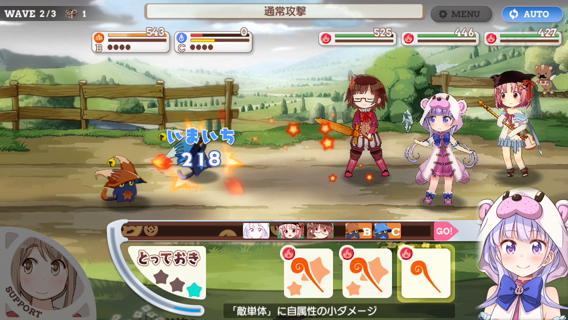 WAVE 2/3 1
通常攻撃
MENU
AUTO
543
B
0
C
525
446
427
いまいち
218
B
C
GO!
とっておき
SUPPORT
「敵単体」に自属性の小ダメージ